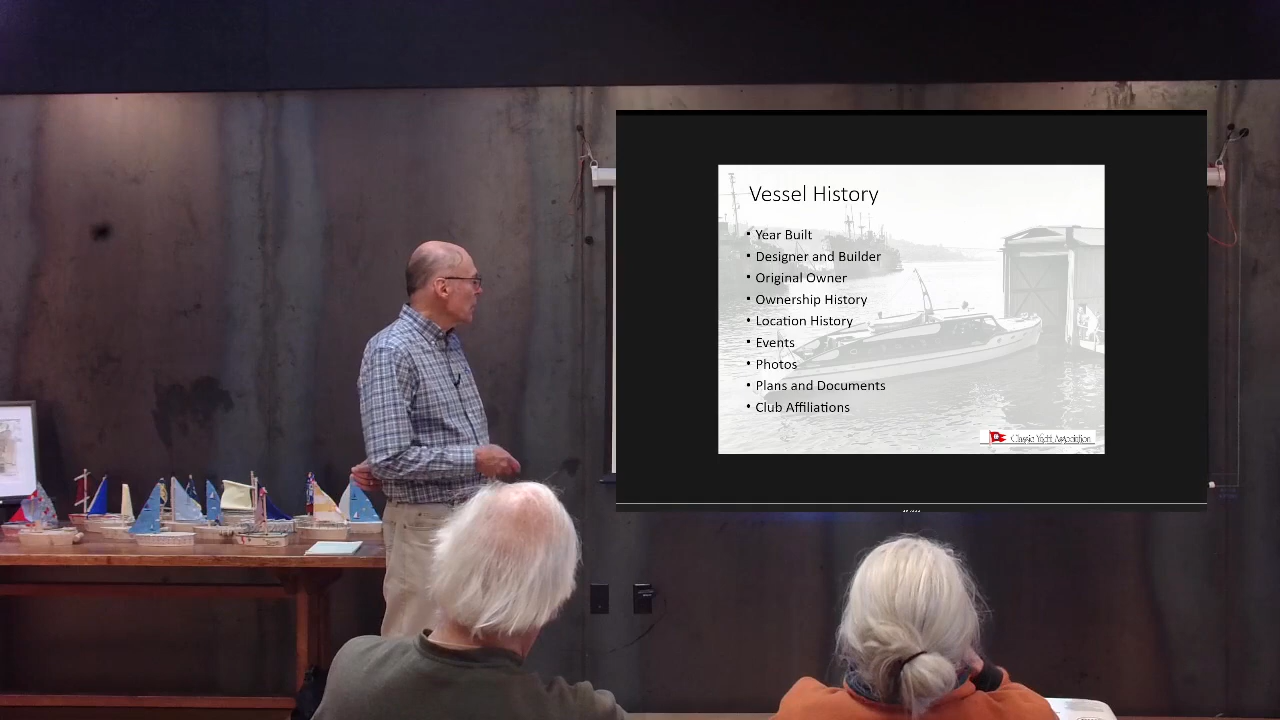 Vessel History
• Year Built
• Designer and Builder
• Original Owner
• Ownership History
• Location History
• Events
• Photos
• Plans and Documents
• Club Affiliations
Classic Yacht Association